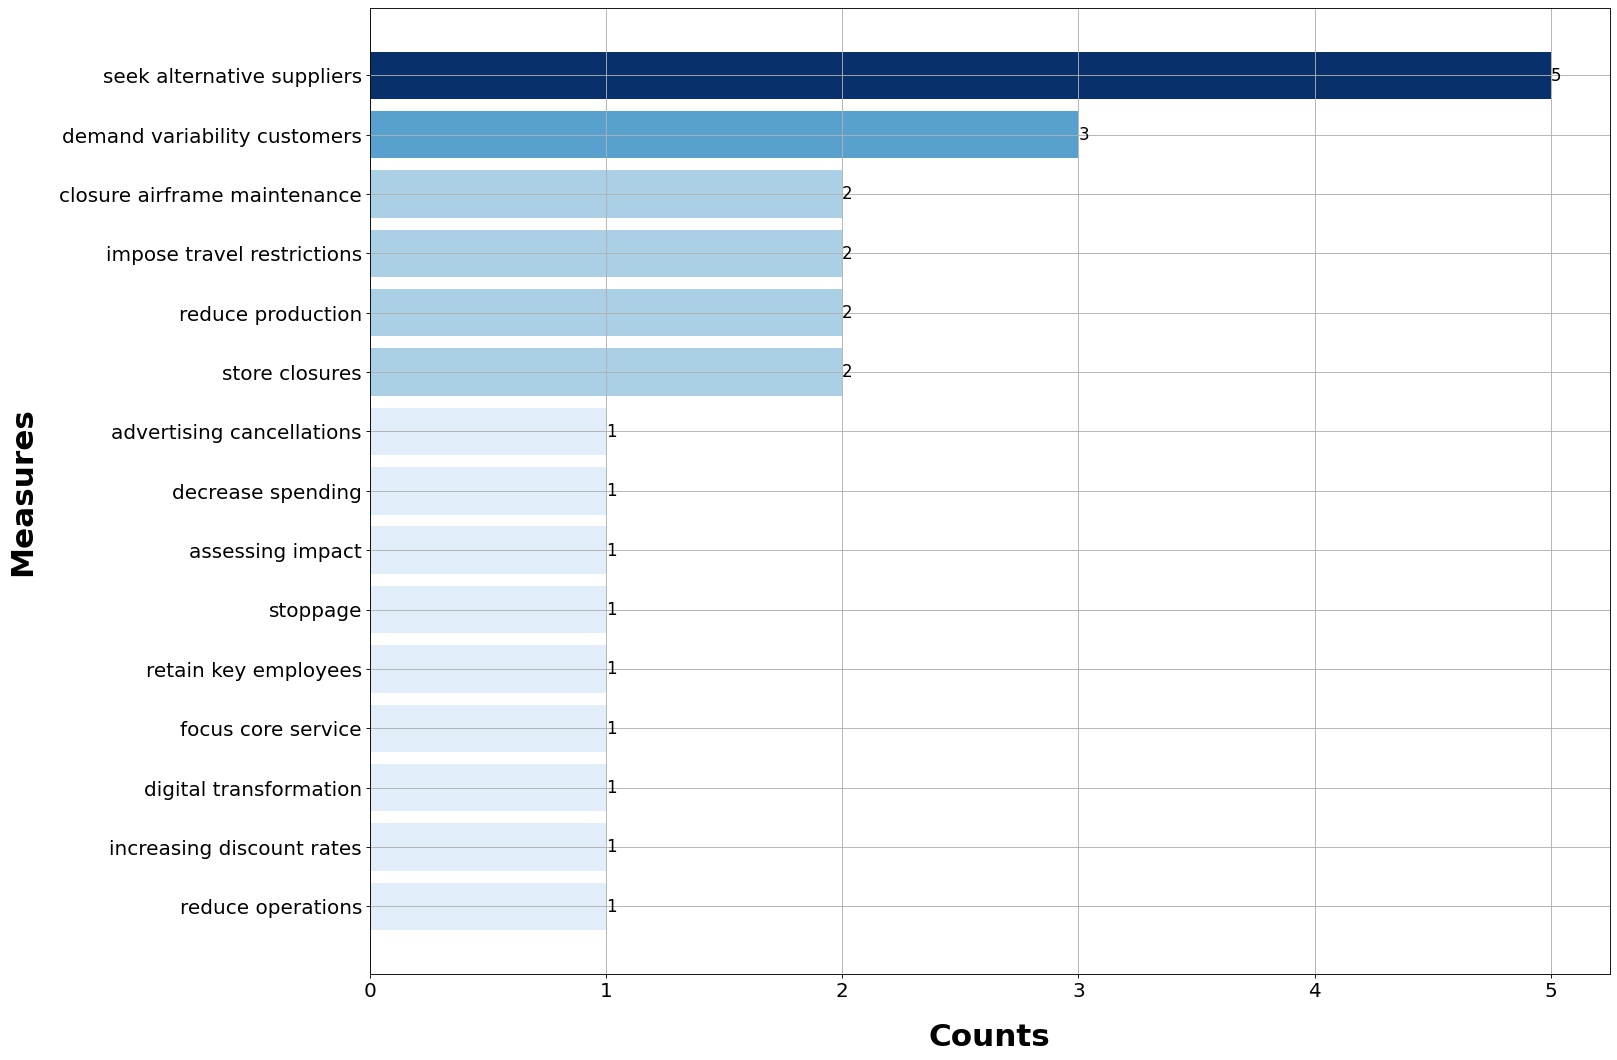 seek alternative suppliers 5
demand variability customers 3
closure airframe maintenance 2
impose travel restrictions 2
reduce production 2
store closures 2
advertising cancellations 1
decrease spending 1
assessing impact 1
stoppage 1
retain key employees 1
focus core service 1
digital transformation 1
increasing discount rates 1
reduce operations 1
Measures
0 1 2 3 4 5
Counts